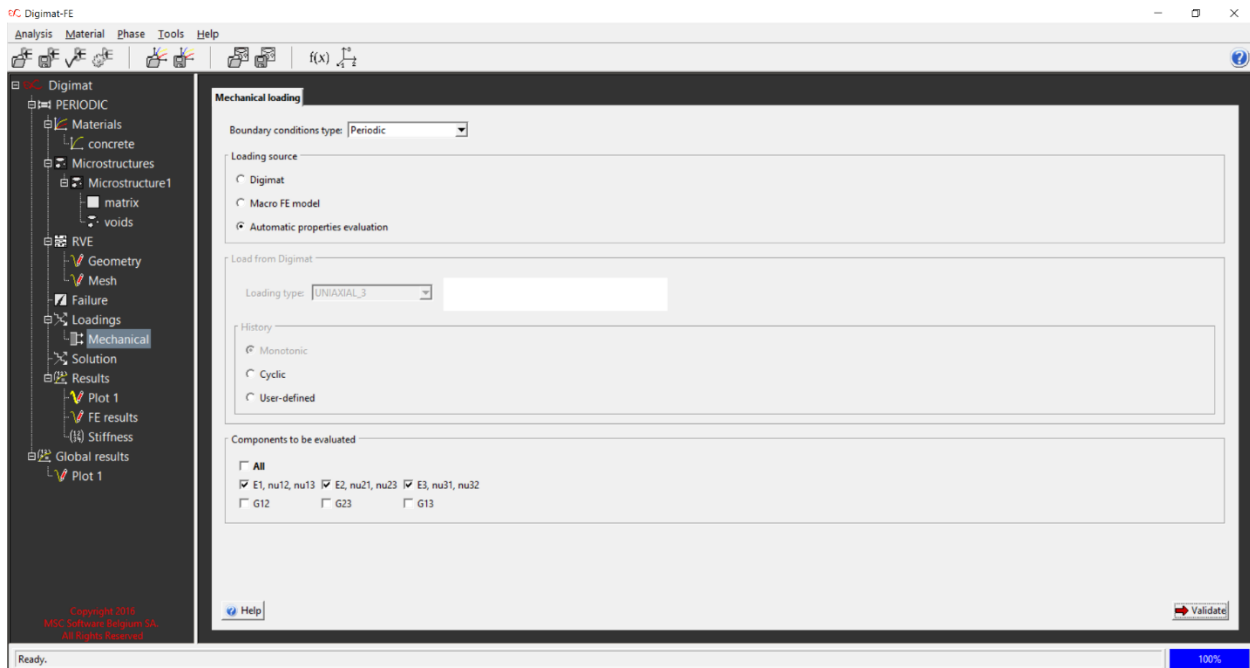 Digimat-FE
Analysis Material Phase Tools Help
f(x)
Digimat
PERIODIC
Materials
concrete
Microstructures
Microstructure1
matrix
voids
RVE
Geometry
Mesh
Failure
Loadings
Mechanical
Solution
Results
Plot 1
FE results
Stiffness
Global results
Plot 1
Copyright 2016
MSC Software Belgium SA.
All Rights Reserved
Mechanical loading
Boundary conditions type: Periodic
Loading source
Digimat
Macro FE model
Automatic properties evaluation
Load from Digimat
Loading type: UNIAXIAL_3
History
Monotonic
Cyclic
User-defined
Components to be evaluated
All
E1, nu12, nu13 E2, nu21, nu23 E3, nu31, nu32
G12 G23 G13
Help Validate
Ready. 100%